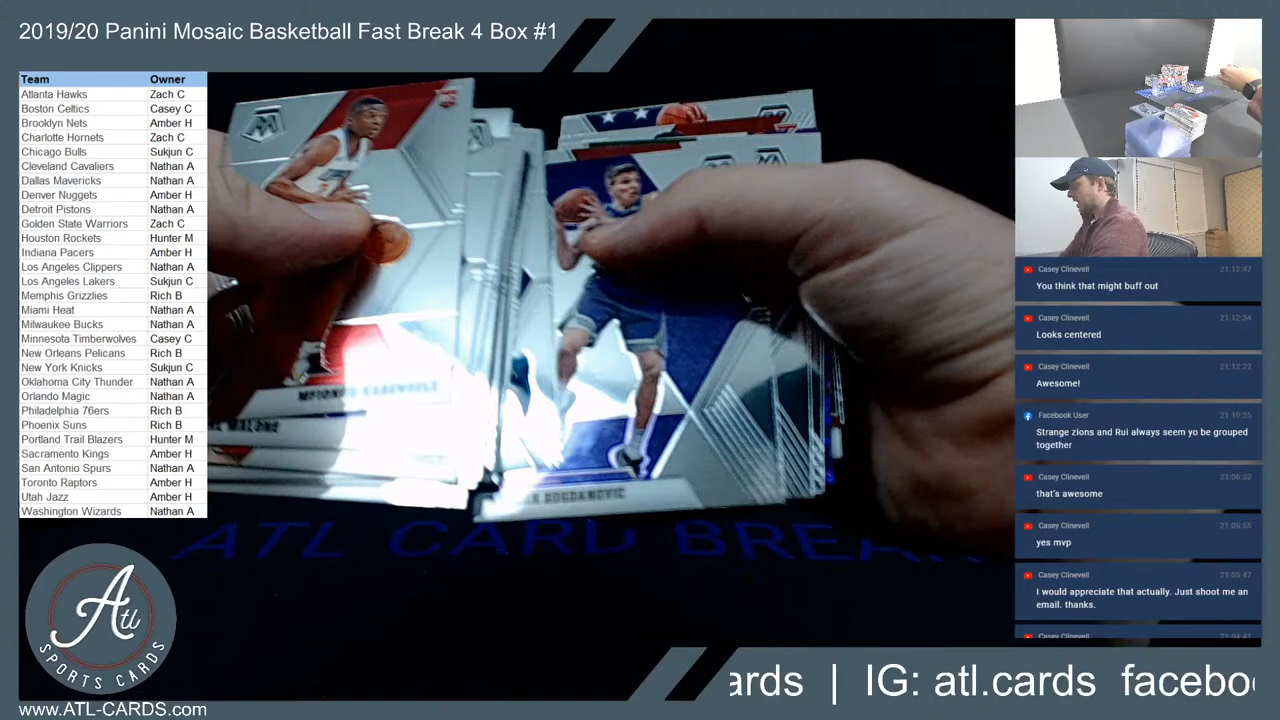 2019/20 Panini Mosaic Basketball Fast Break 4 Box #1
Team Owner
Atlanta Hawks Zach C
Boston Celtics Casey C
Brooklyn Nets Amber H
Charlotte Hornets Zach C
Chicago Bulls Sukjun C
Cleveland Cavaliers Nathan A
Dallas Mavericks Nathan A
Denver Nuggets Amber H
Detroit Pistons Nathan A
Golden State Warriors Zach C
Houston Rockets Hunter M
Indiana Pacers Amber H
Los Angeles Clippers Nathan A
Los Angeles Lakers Sukjun C
Memphis Grizzlies Rich B
Miami Heat Nathan A
Milwaukee Bucks Nathan A
Minnesota Timberwolves Casey C
New Orleans Pelicans Rich B
New York Knicks Sukjun C
Oklahoma City Thunder Nathan A
Orlando Magic Nathan A
Philadelphia 76ers Rich B
Phoenix Suns Rich B
Portland Trail Blazers Hunter M
Sacramento Kings Amber H
San Antonio Spurs Nathan A
Toronto Raptors Amber H
Utah Jazz Amber H
Washington Wizards Nathan A
MALONE
BOGDANOVIC
ATL CARD BREA
Casey Clinevell 21:12:47
You think that might buff out
Casey Clinevell 21:12:34
Looks centered
Casey Clinevell 21:12:22
Awesome!
Facebook User 21:10:25
Strange zions and Rui always seem yo be grouped
together
Casey Clinevell 21:06:52
that's awesome
Casey Clinevell 21:05:55
yes mvp
Casey Clinevell 21:05:47
I would appreciate that actually. Just shoot me an
email. thanks.
Casey Clinevell
Atl
SPORTS CARDS
www.ATL-CARDS.com
ards | IG: atl.cards facebo